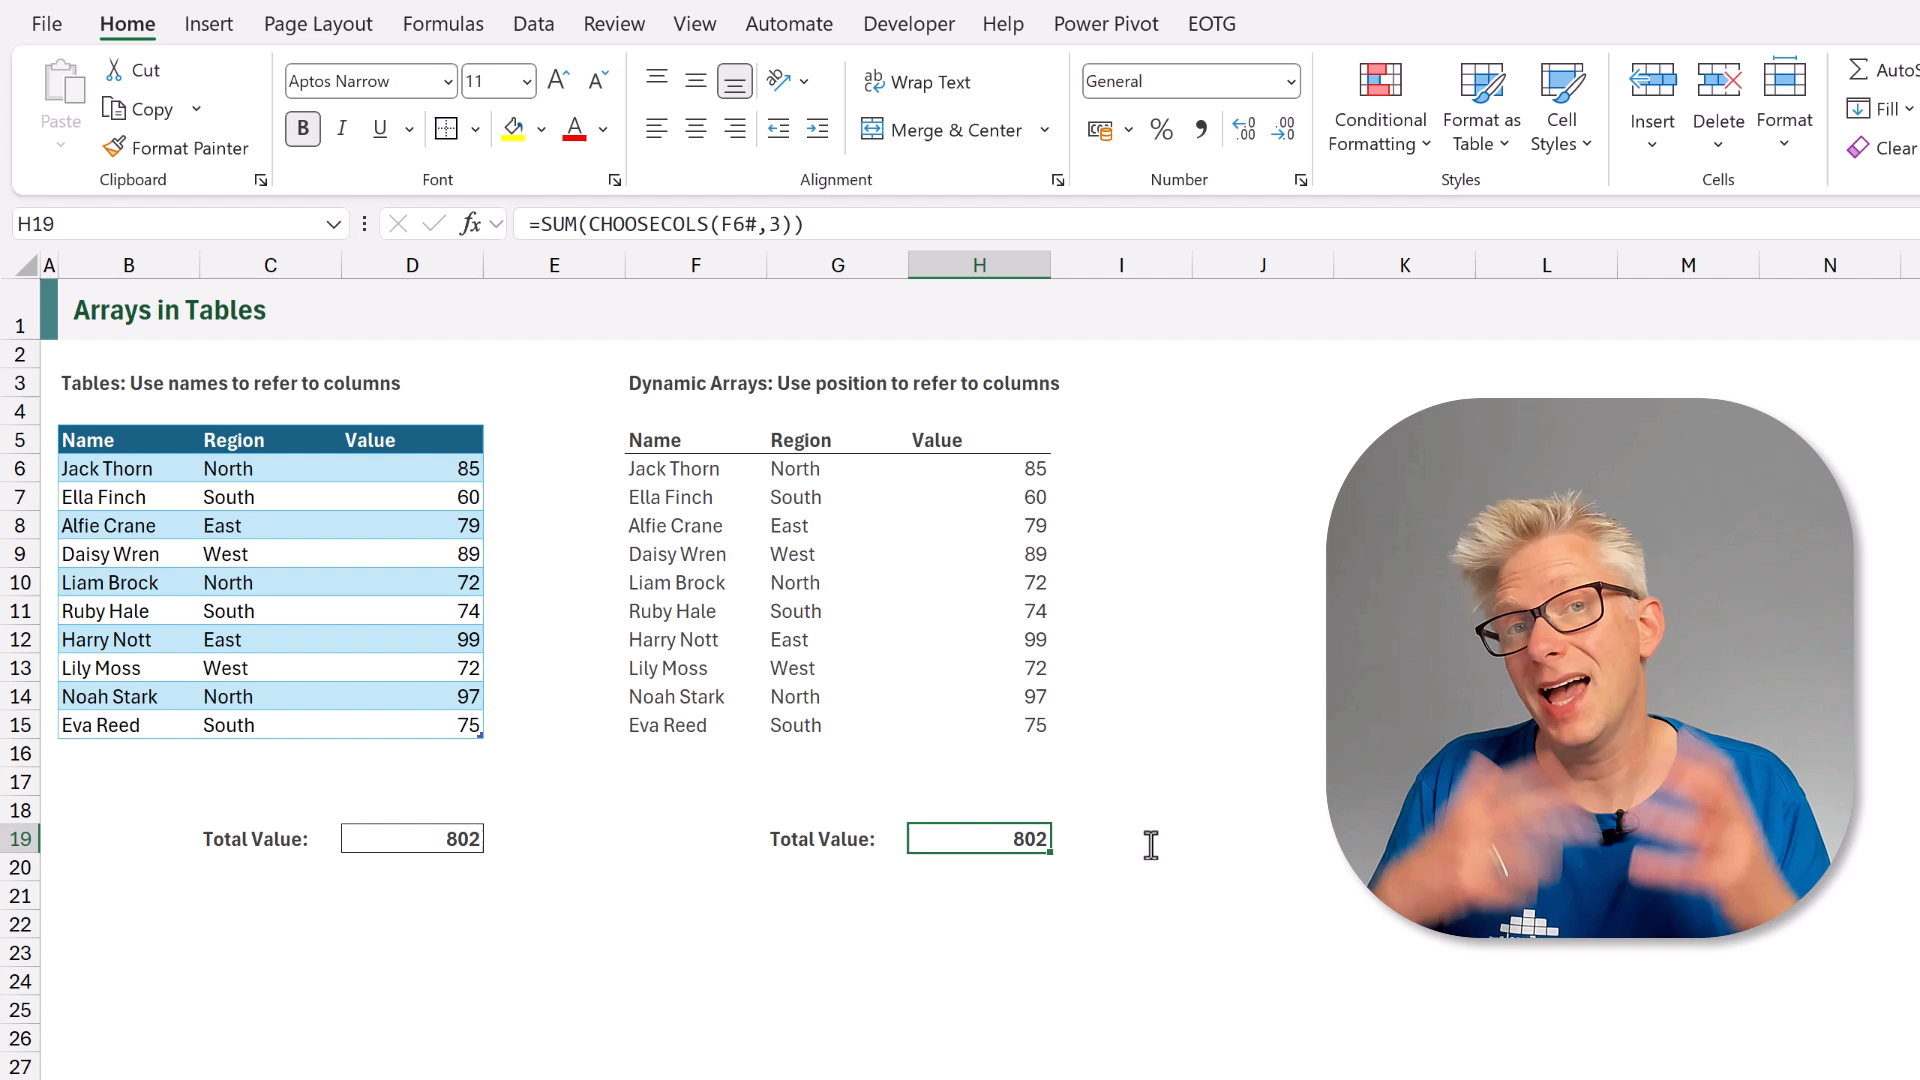 File Home Insert Page Layout Formulas Data Review View Automate Developer Help Power Pivot EOTG
Paste
Cut
Copy
Format Painter
Clipboard
Aptos Narrow 11
B I U
Font
Wrap Text
Merge & Center
Alignment
General
Number
Conditional Formatting
Format as Table
Cell Styles
Styles
Insert
Delete
Format
Cells
AutoS
Fill
Clear
H19
fx
=SUM(CHOOSECOLS(F6#,3))
A B C D E F G H I J K L M N
1 Arrays in Tables
2
3 Tables: Use names to refer to columns Dynamic Arrays: Use position to refer to columns
4
5 Name Region Value Name Region Value
6 Jack Thorn North 85 Jack Thorn North 85
7 Ella Finch South 60 Ella Finch South 60
8 Alfie Crane East 79 Alfie Crane East 79
9 Daisy Wren West 89 Daisy Wren West 89
10 Liam Brock North 72 Liam Brock North 72
11 Ruby Hale South 74 Ruby Hale South 74
12 Harry Nott East 99 Harry Nott East 99
13 Lily Moss West 72 Lily Moss West 72
14 Noah Stark North 97 Noah Stark North 97
15 Eva Reed South 75 Eva Reed South 75
16
17
18
19 Total Value: 802 Total Value: 802
20
21
22
23
24
25
26
27